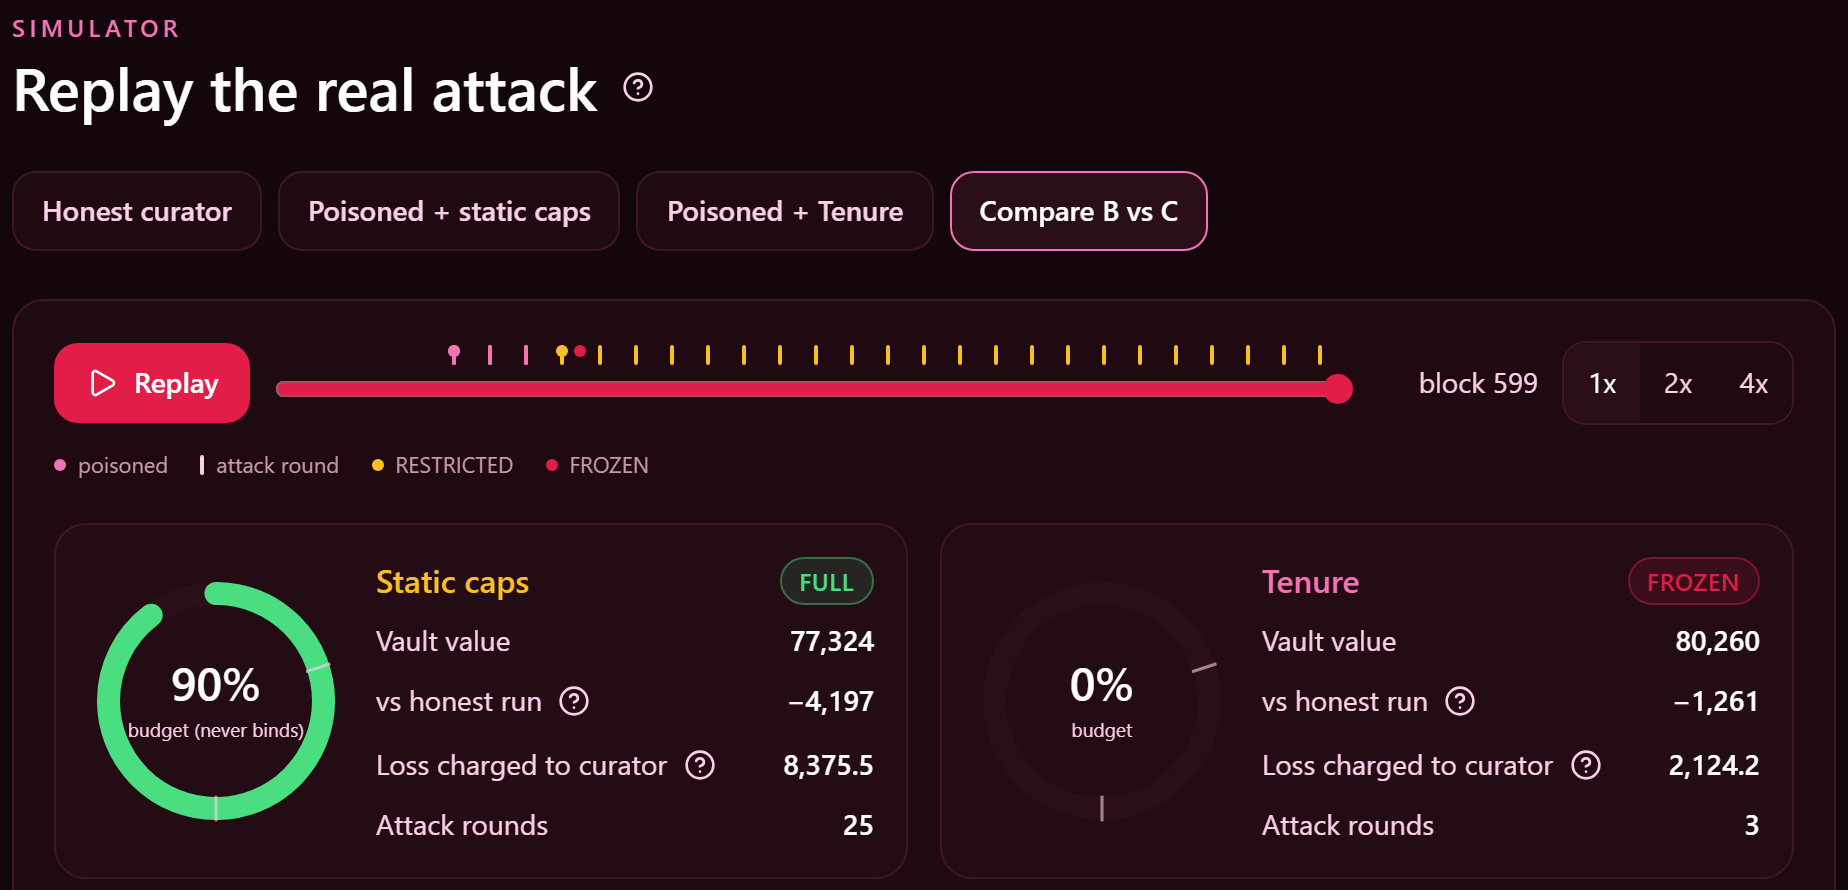 SIMULATOR
Replay the real attack ?
Honest curator
Poisoned + static caps
Poisoned + Tenure
Compare B vs C
Replay
block 599
1x
2x
4x
poisoned
attack round
RESTRICTED
FROZEN
90%
budget (never binds)
Static caps
FULL
Vault value
77,324
vs honest run ?
−4,197
Loss charged to curator ?
8,375.5
Attack rounds
25
0%
budget
Tenure
FROZEN
Vault value
80,260
vs honest run ?
−1,261
Loss charged to curator ?
2,124.2
Attack rounds
3